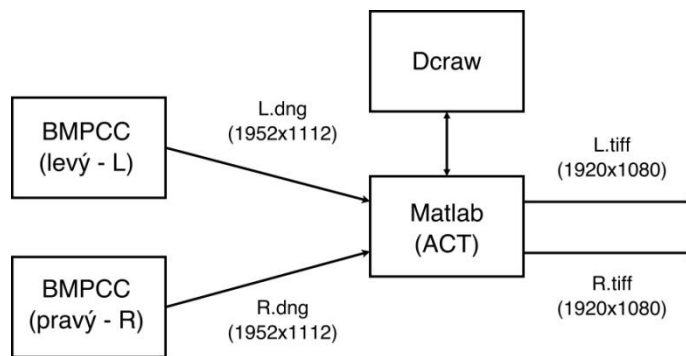 Dcraw
BMPCC
(levý - L)
L.dng
(1952x1112)
L.tiff
(1920x1080)
Matlab
(ACT)
BMPCC
(pravý - R)
R.dng
(1952x1112)
R.tiff
(1920x1080)